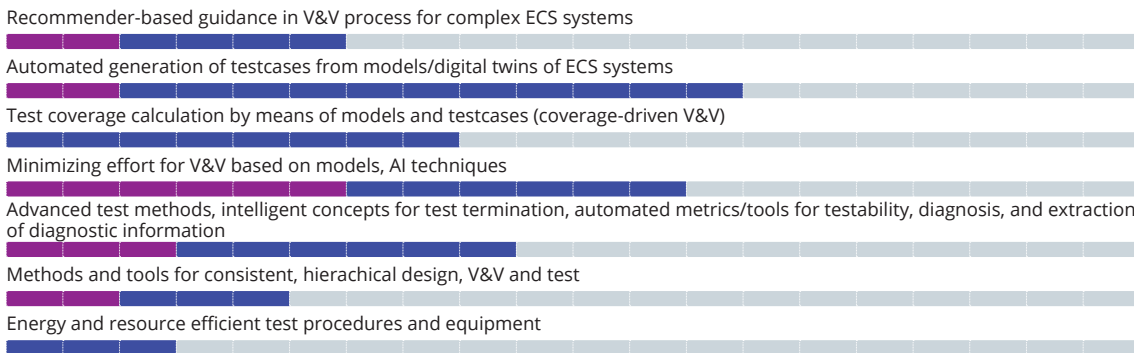 Recommender-based guidance in V&V process for complex ECS systems
Automated generation of testcases from models/digital twins of ECS systems
Test coverage calculation by means of models and testcases (coverage-driven V&V)
Minimizing effort for V&V based on models, AI techniques
Advanced test methods, intelligent concepts for test termination, automated metrics/tools for testability, diagnosis, and extraction
of diagnostic information
Methods and tools for consistent, hierachical design, V&V and test
Energy and resource efficient test procedures and equipment